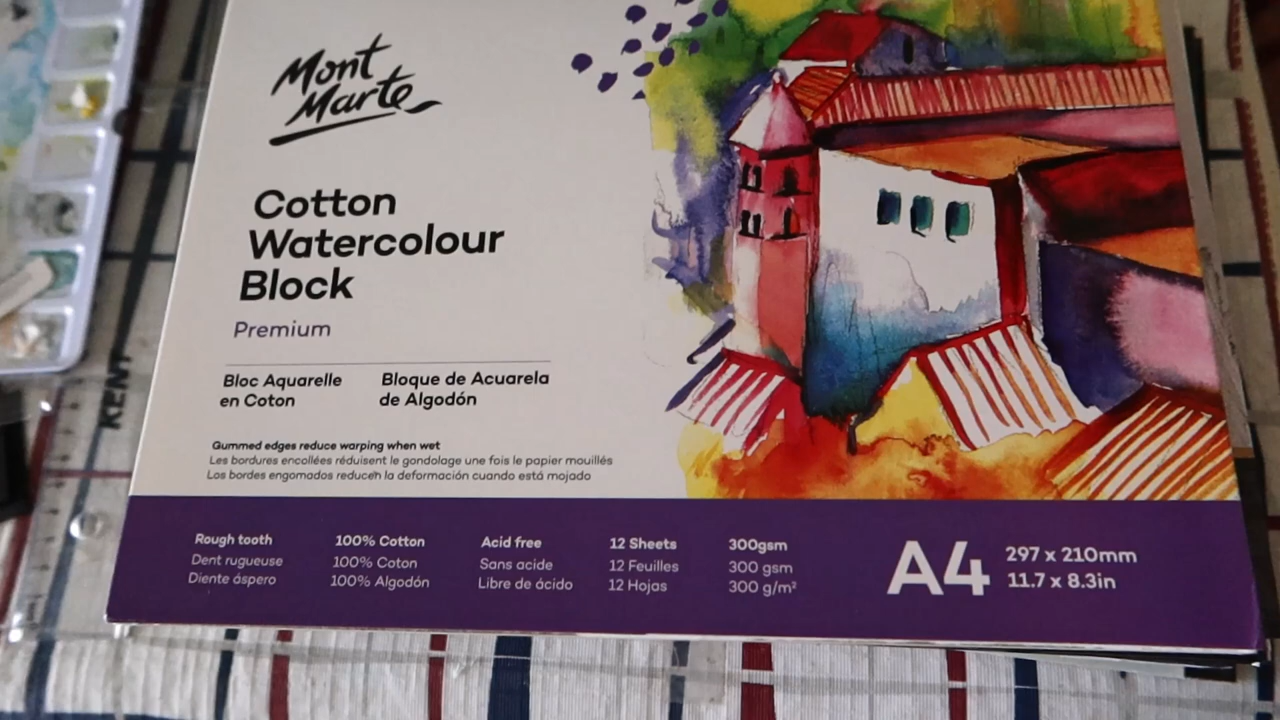 Mont
Marte
Cotton
Watercolour
Block
Premium
Bloc Aquarelle
en Coton
Bloque de Acuarela
de Algodón
Gummed edges reduce warping when wet
Les bordures encollées réduisent le gondolage une fois le papier mouillés
Los bordes engomados reducen la deformación cuando está mojado
Rough tooth
Dent rugueuse
Diente áspero
100% Cotton
100% Coton
100% Algodón
Acid free
Sans acide
Libre de ácido
12 Sheets
12 Feuilles
12 Hojas
300gsm
300 gsm
300 g/m²
A4
297 x 210mm
11.7 x 8.3in
KENT